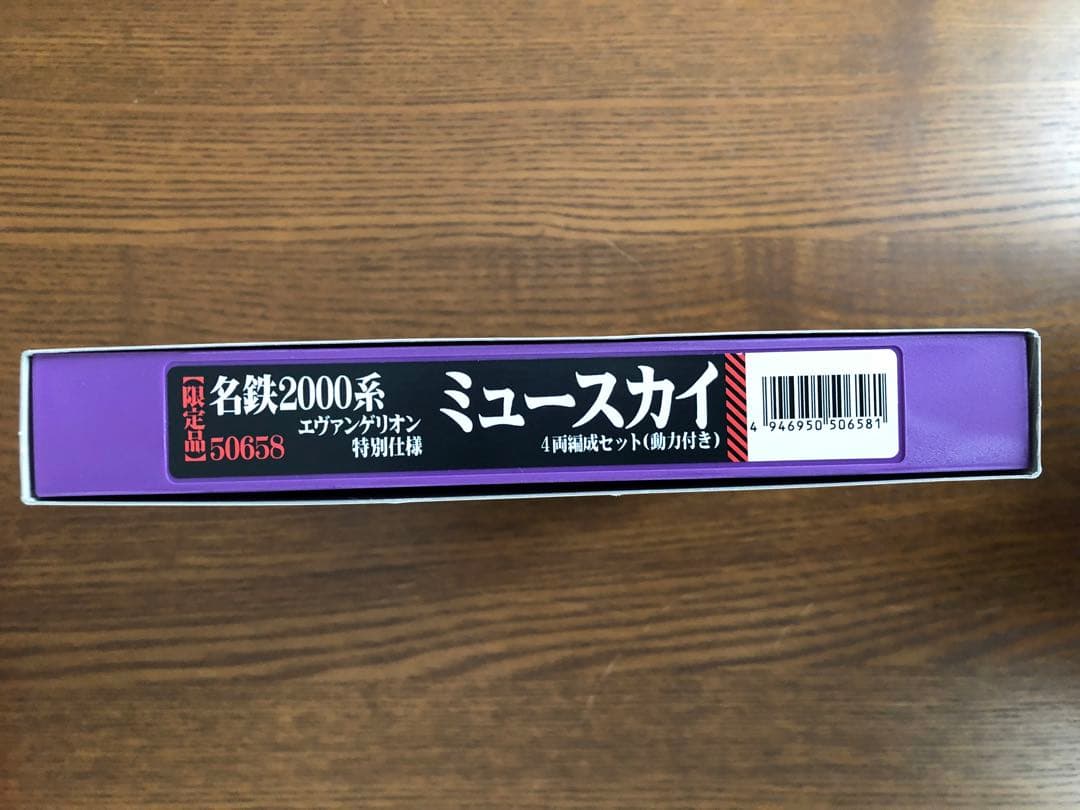 【限定品】
名鉄2000系
50658
エヴァンゲリオン
特別仕様
ミュースカイ
4両編成セット(動力付き)
4 946950 506581